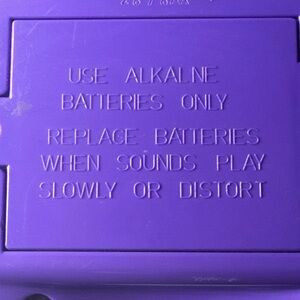 USE ALKALNE
BATTERIES ONLY
REPLACE BATTERIES
WHEN SOUNDS PLAY
SLOWLY OR DISTORT